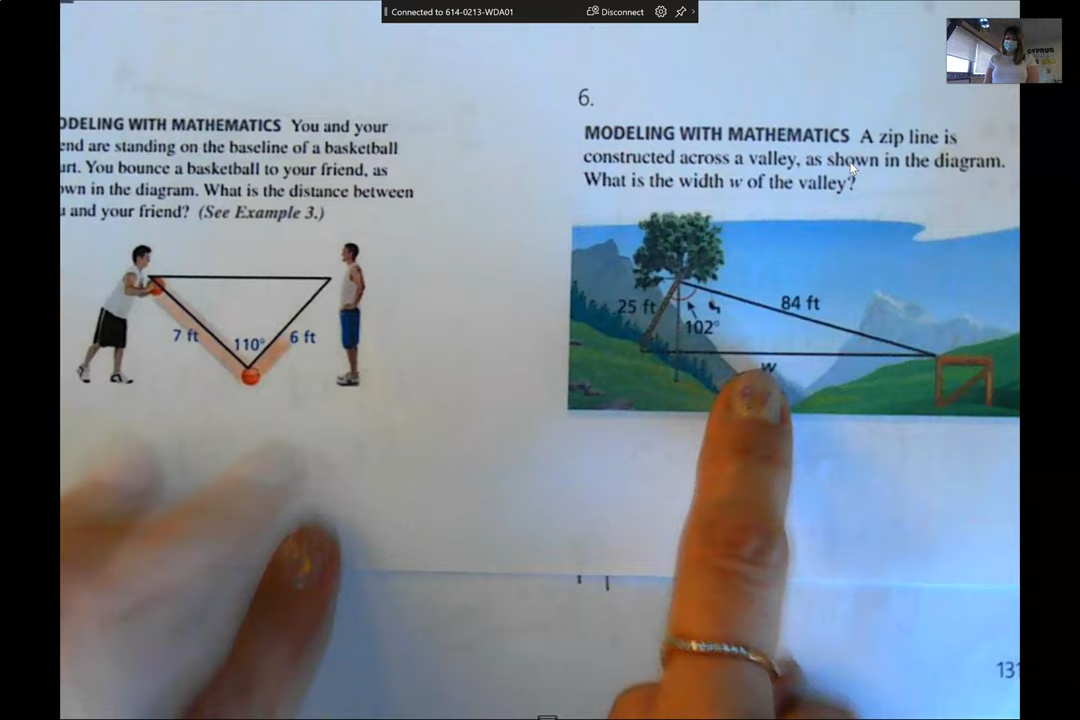 Connected to 614-0213-WDA01
Disconnect
CYPRUS
ODELING WITH MATHEMATICS You and your
end are standing on the baseline of a basketball
urt. You bounce a basketball to your friend, as
own in the diagram. What is the distance between
u and your friend? (See Example 3.)
7 ft
110°
6 ft
6.
MODELING WITH MATHEMATICS A zip line is
constructed across a valley, as shown in the diagram.
What is the width w of the valley?
25 ft
84 ft
102°
w
131